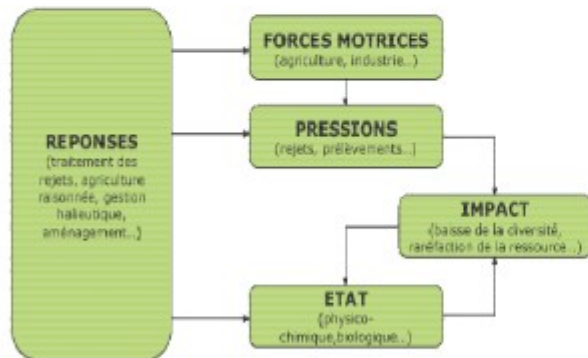 FORCES MOTRICES
(agriculture, industrie...)
PRESSIONS
(rejets, prélèvements...)
REPONSES
(traitement des
rejets, agriculture
raisonnée, gestion
halieutique,
aménagement...)
IMPACT
(baisse de la diversité,
raréfaction de la ressource...)
ETAT
(physico-
chimique,biologique...)